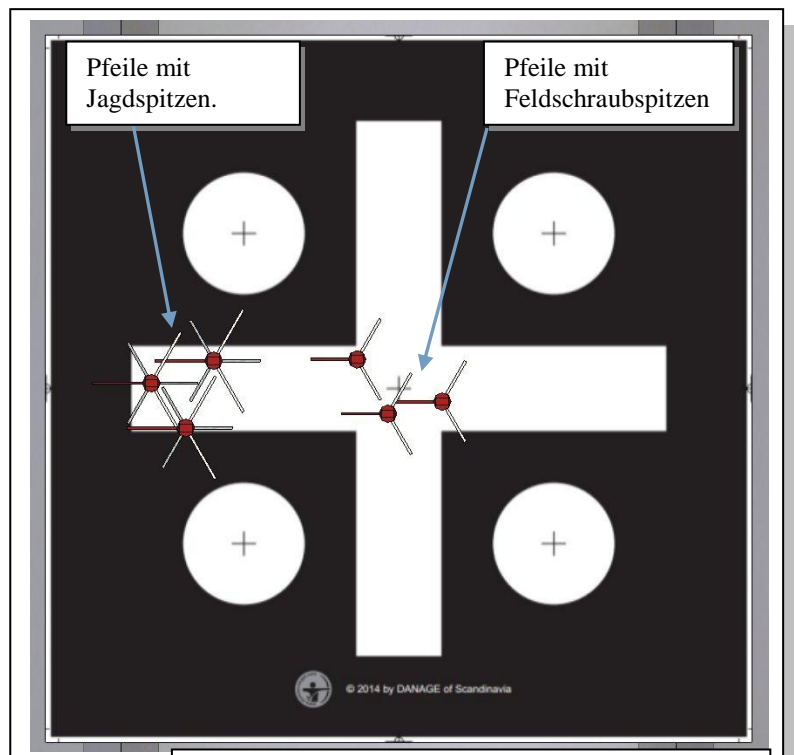 Pfeile mit
Jagdspitzen.
Pfeile mit
Feldschraubspitzen
© 2014 by DANAGE of Scandinavia